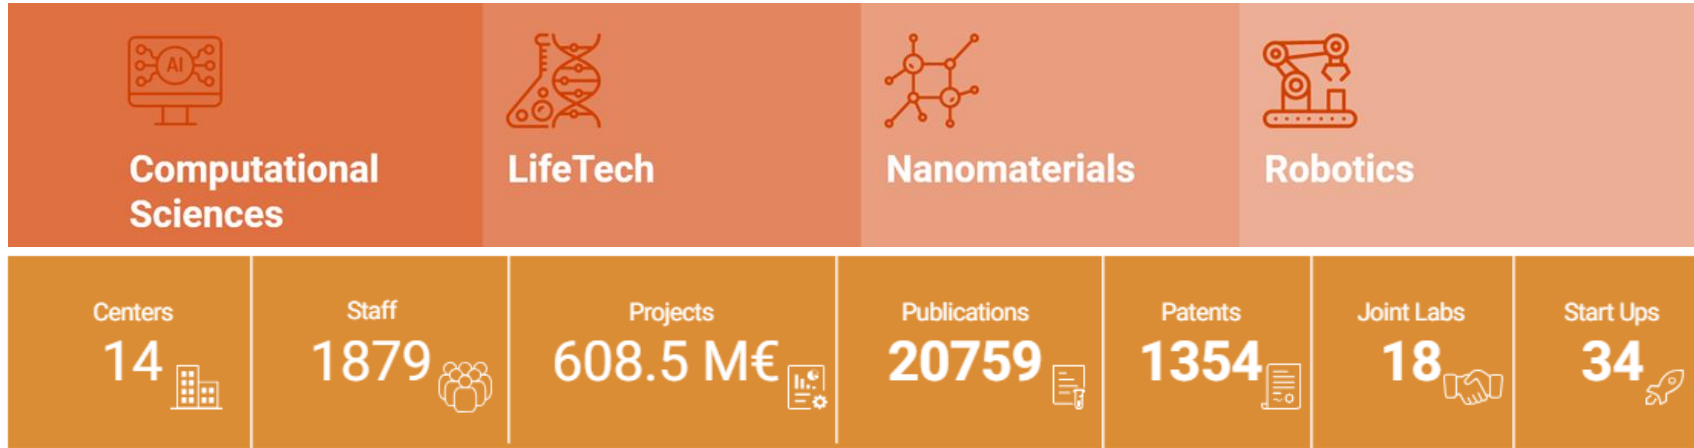 AI
Computational
Sciences
LifeTech
Nanomaterials
Robotics
Centers
14
Staff
1879
Projects
608.5 M€
Publications
20759
Patents
1354
Joint Labs
18
Start Ups
34